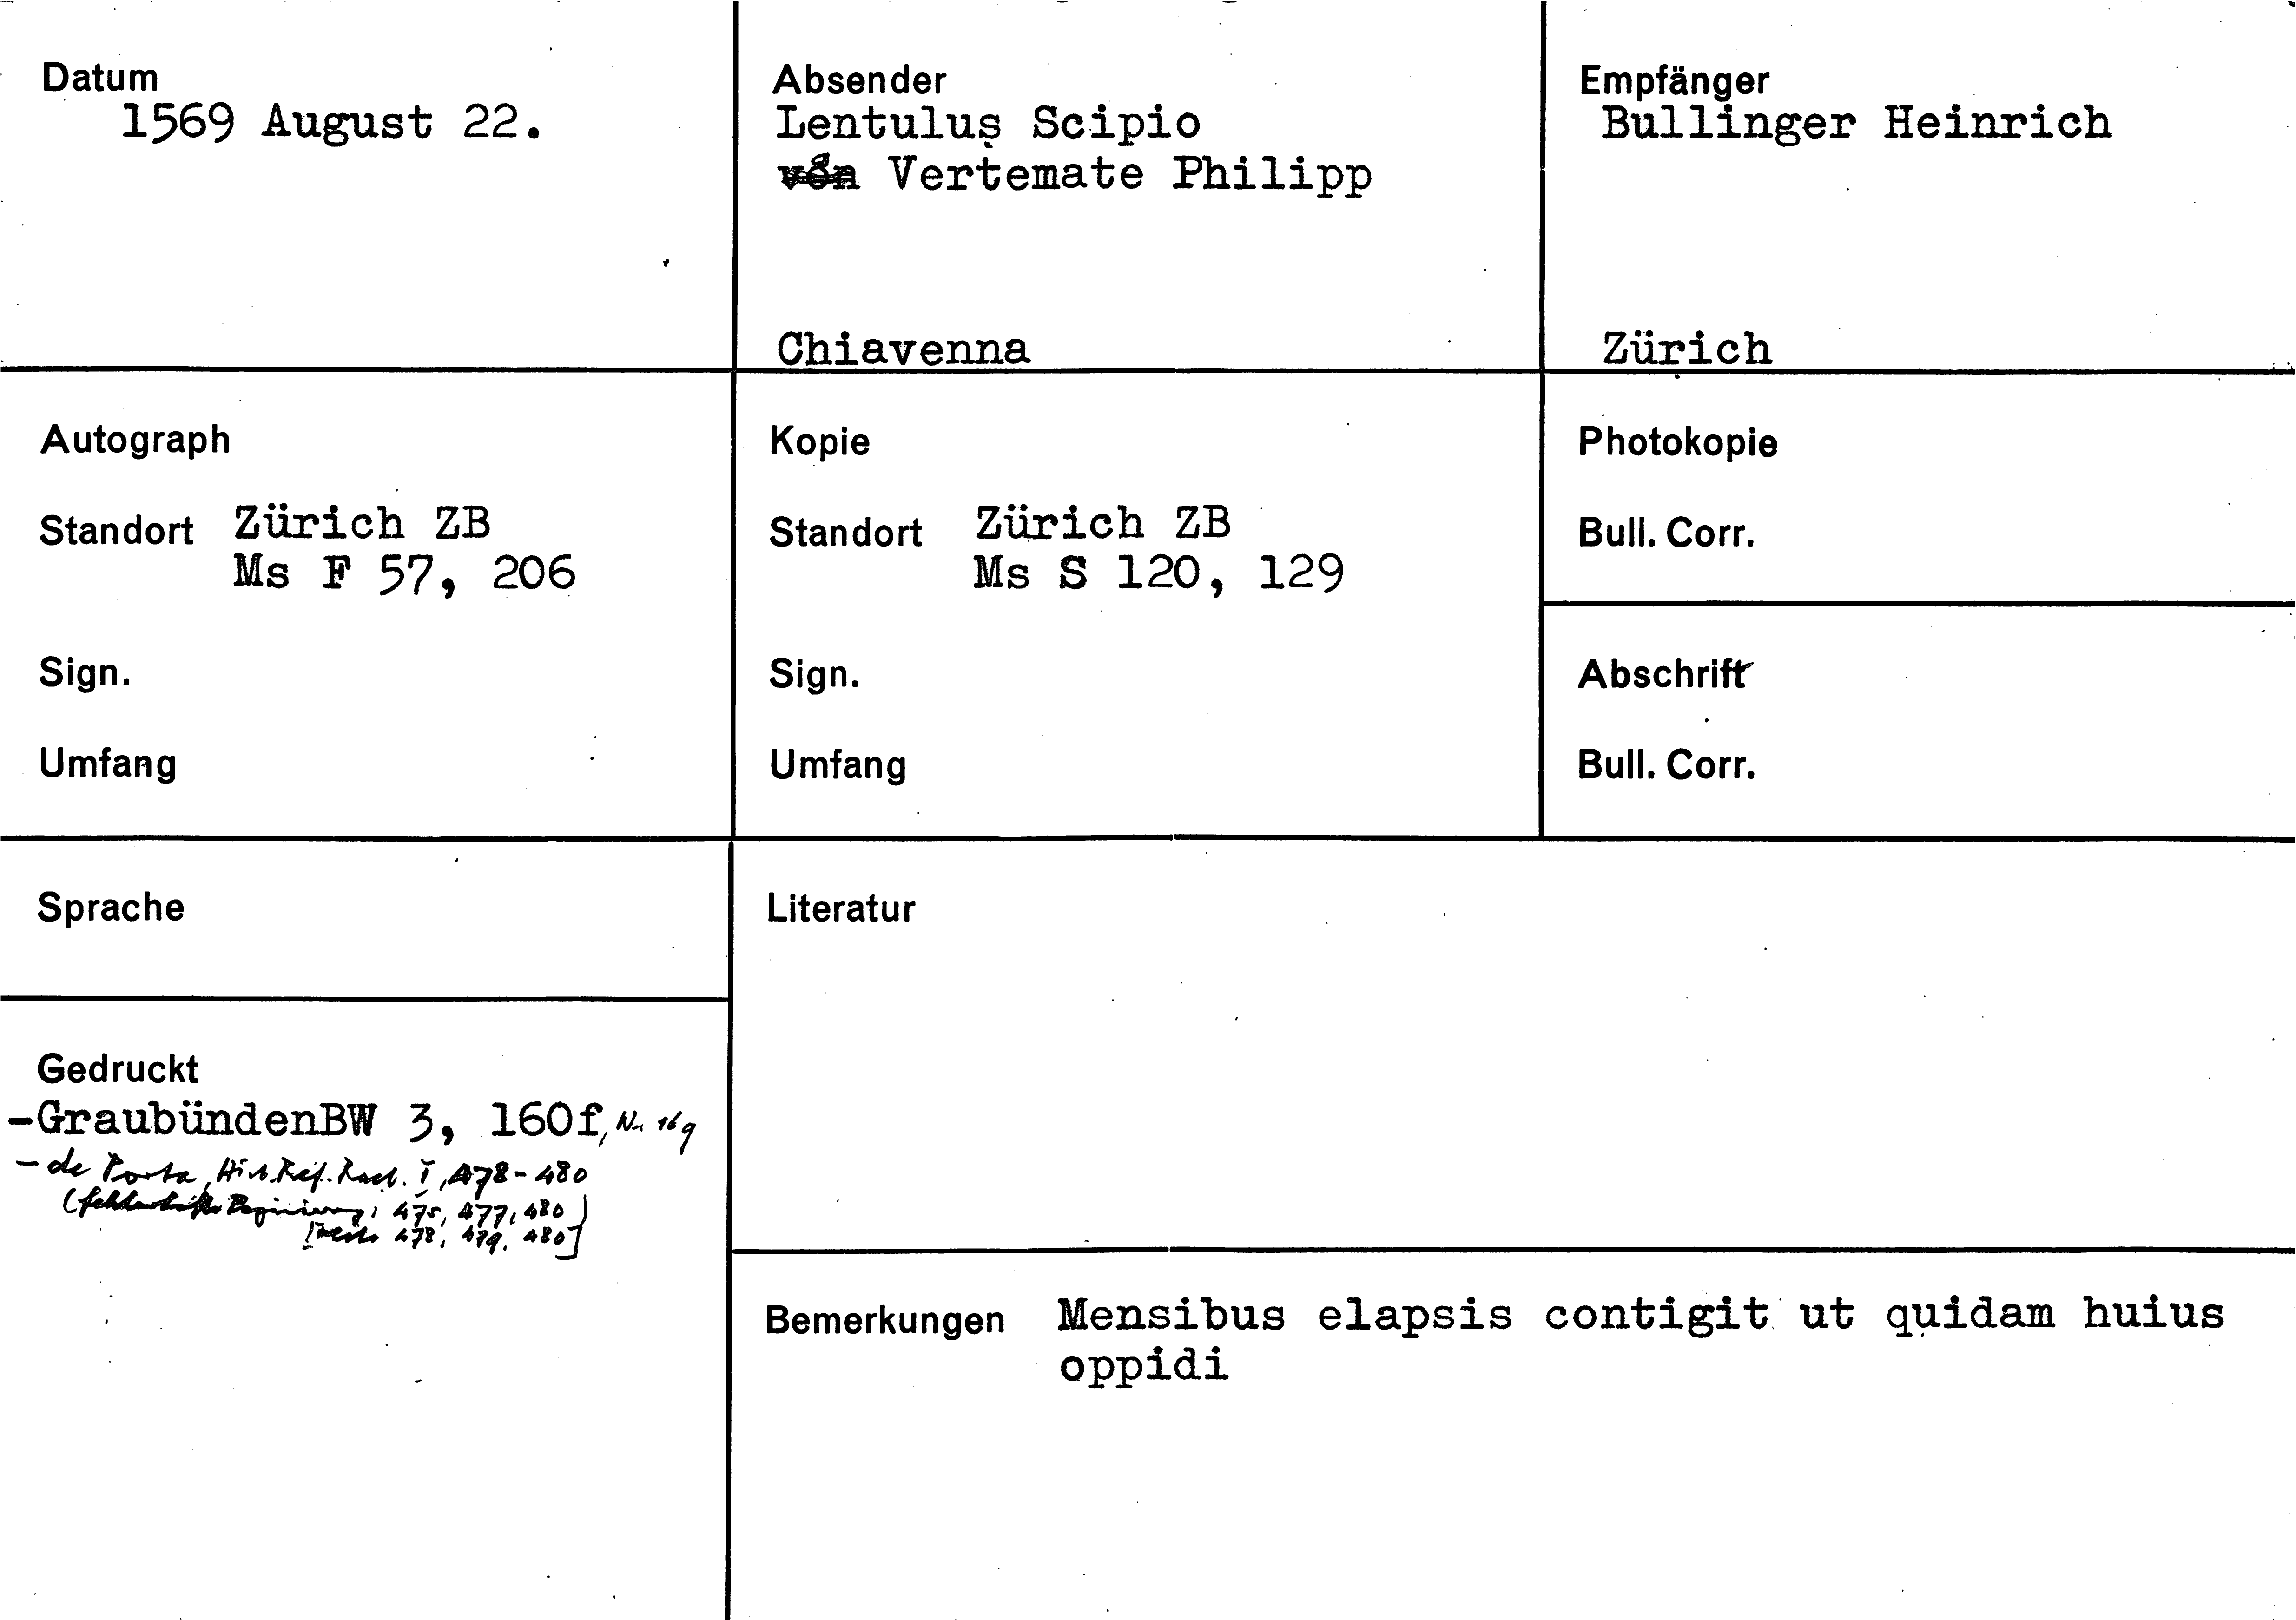 Datum
1569 August 22.
Absender
Lentulus Scipio
Vertemate Philipp
Chiavenna
Empfänger
Bullinger Heinrich
Zürich
Autograph
Standort Zürich ZB
Ms F 57, 206
Sign.
Umfang
Kopie
Standort Zürich ZB
Ms S 120, 129
Sign.
Umfang
Photokopie
Bull. Corr.
Abschrift
Bull. Corr.
Sprache
Gedruckt
-GraubündenBW 3, 160f, Nr 169
- de Porta, Hist. Ref. Raet. I, 478-480
(fehlerhafte Paginierung, 475, 477, 480)
[recte 478, 479, 480]
Literatur
Bemerkungen Mensibus elapsis contigit ut quidam huius
oppidi